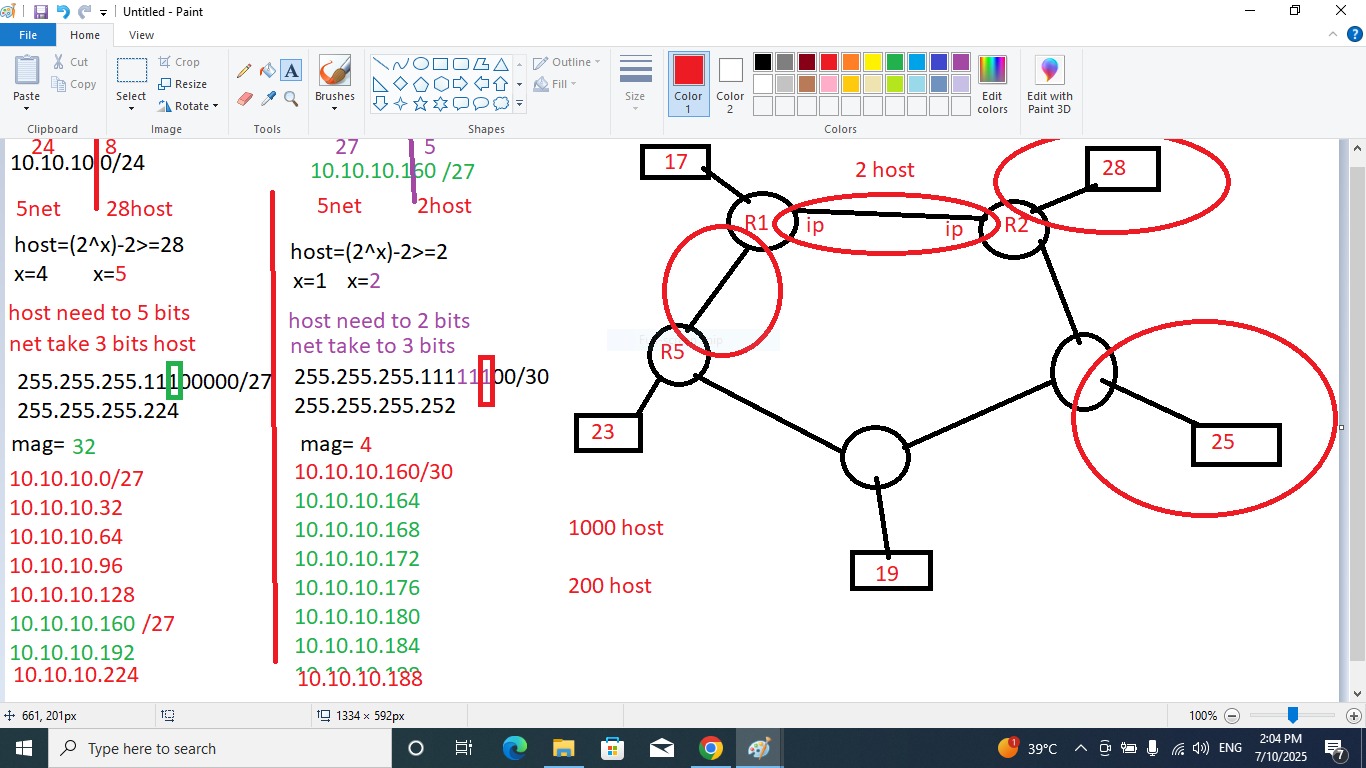 Untitled - Paint
File
Home
View
Paste
Cut
Copy
Clipboard
Select
Crop
Resize
Rotate
Image
A
Tools
Brushes
Shapes
Outline
Fill
Size
Color 1
Color 2
Colors
Edit colors
Edit with Paint 3D
24 8
10.10.10.0/24
5net 28host
host=(2^x)-2>=28
x=4 x=5
host need to 5 bits
net take 3 bits host
255.255.255.11100000/27
255.255.255.224
mag= 32
10.10.10.0/27
10.10.10.32
10.10.10.64
10.10.10.96
10.10.10.128
10.10.10.160 /27
10.10.10.192
10.10.10.224
27 5
10.10.10.160 /27
5net 2host
host=(2^x)-2>=2
x=1 x=2
host need to 2 bits
net take to 3 bits
255.255.255.11111100/30
255.255.255.252
mag= 4
10.10.10.160/30
10.10.10.164
10.10.10.168
10.10.10.172
10.10.10.176
10.10.10.180
10.10.10.184
10.10.10.188
17
2 host
28
R1
ip
ip
R2
R5
23
25
19
1000 host
200 host
661, 201px
1334 × 592px
100%
Type here to search
1
39°C
ENG
2:04 PM
7/10/2025
7